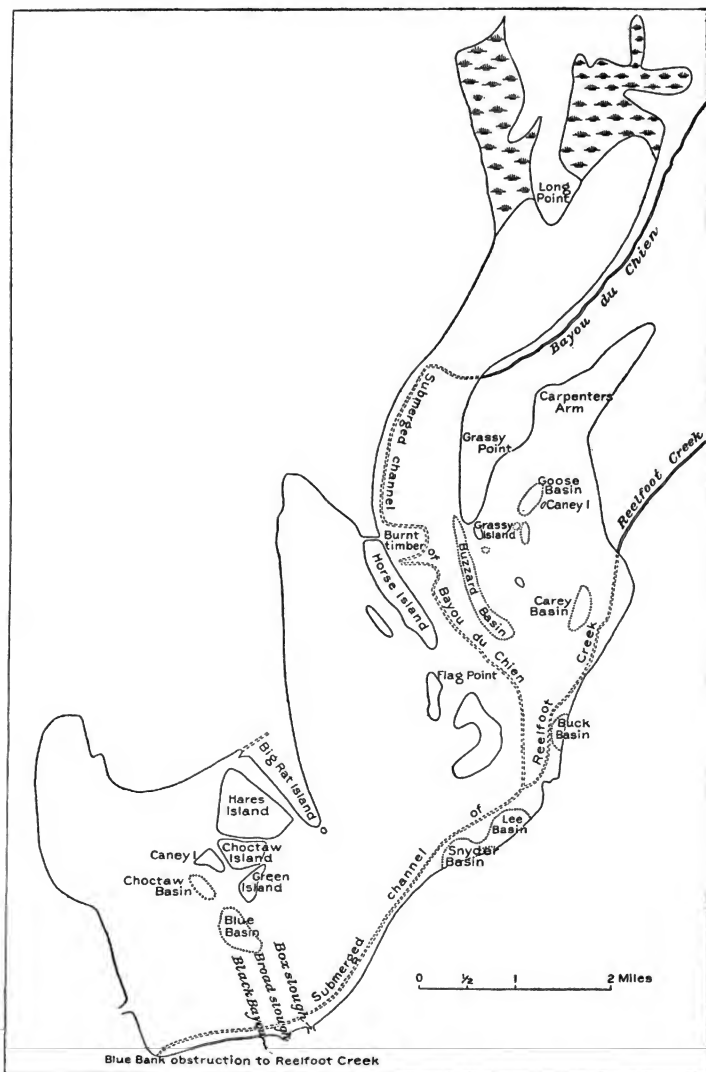 Long
Point
Bayou du Chien
Carpenters
Arm
Grassy
Point
Submerged channel
Goose
Basin
Caney I
Reelfoot Creek
Burnt
timber
of
Grassy
Island
Buzzard
Basin
Horse Island
Bayou du Chien
Carey
Basin
Creek
Flag Point
Reelfoot
Buck
Basin
Big Rat Island
Hares
Island
of
Lee
Basin
Choctaw
Island
Caney I
Snyder
Basin
Choctaw
Basin
Green
Island
channel
Blue
Basin
Submerged
Box slough
Broad slough
Black Bayou
0 ½ 1 2 Miles
Blue Bank obstruction to Reelfoot Creek